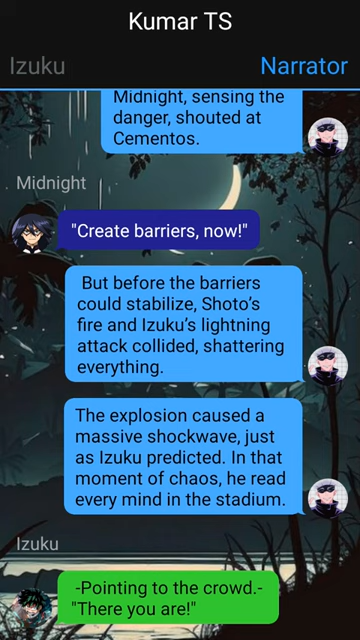 Kumar TS
Izuku Narrator
Midnight, sensing the
danger, shouted at
Cementos.
Midnight
"Create barriers, now!"
But before the barriers
could stabilize, Shoto's
fire and Izuku's lightning
attack collided, shattering
everything.
The explosion caused a
massive shockwave, just
as Izuku predicted. In that
moment of chaos, he read
every mind in the stadium.
Izuku
-Pointing to the crowd.-
"There you are!"